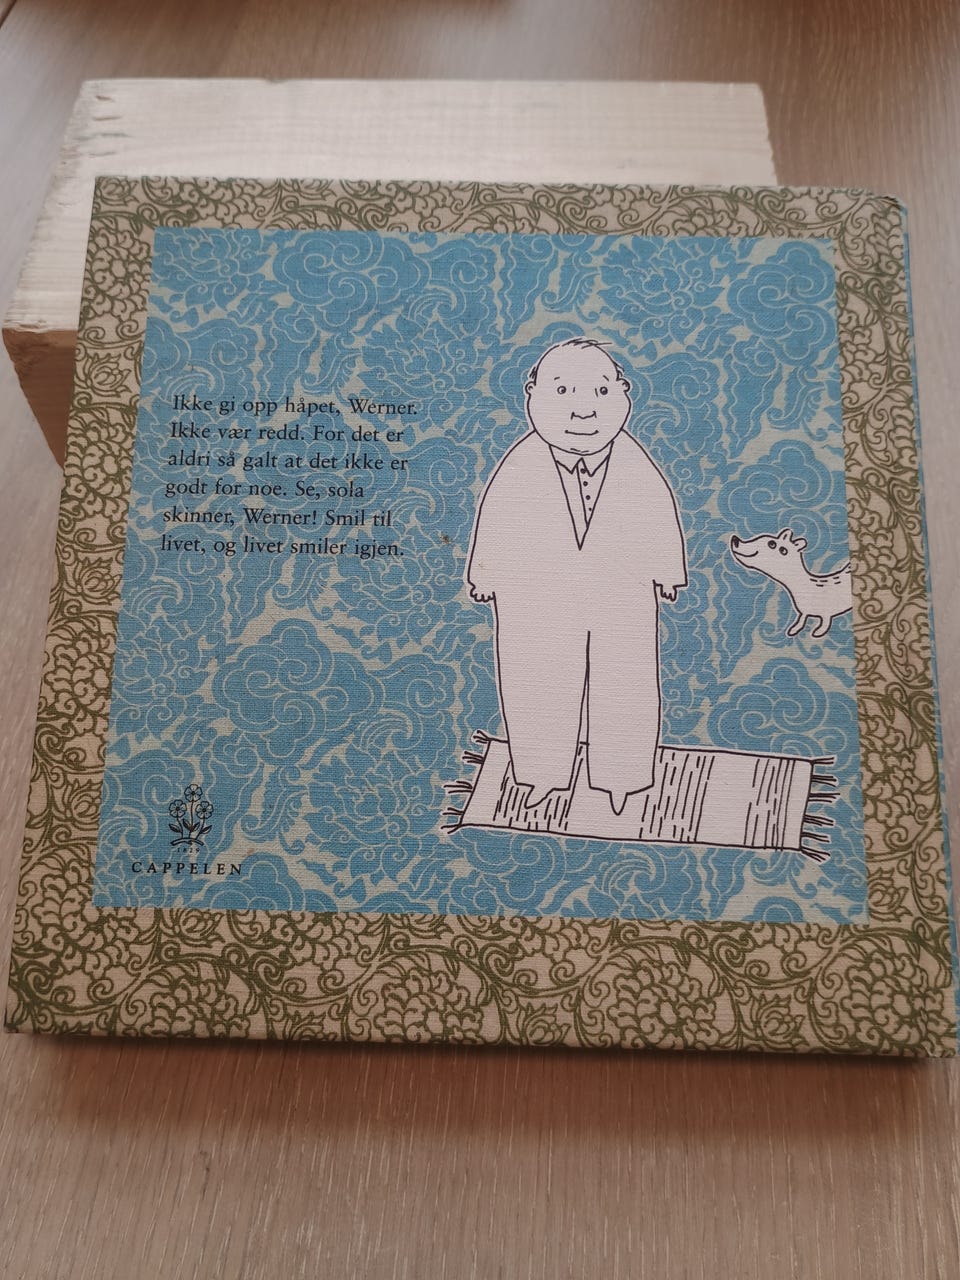 Ikke gi opp håpet, Werner.
Ikke vær redd. For det er
aldri så galt at det ikke er
godt for noe. Se, sola
skinner, Werner! Smil til
livet, og livet smiler igjen.
1829
CAPPELEN